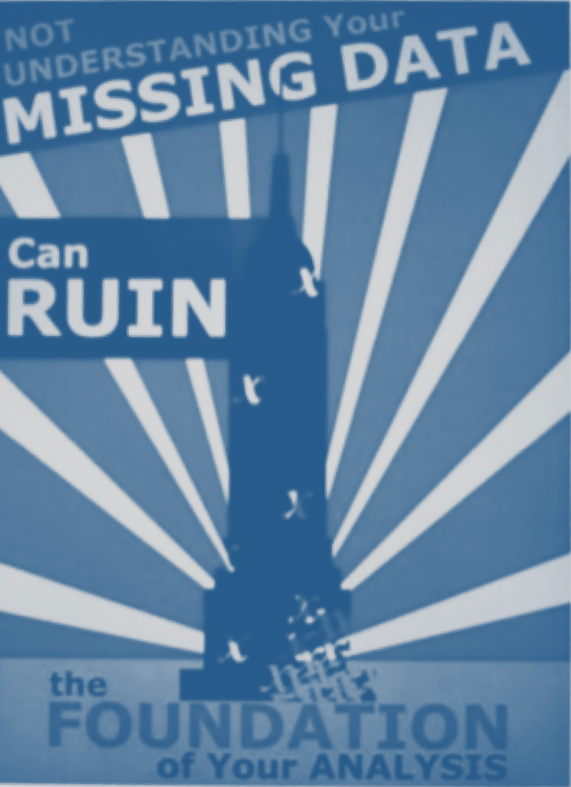 NOT
UNDERSTANDING Your
MISSING DATA
Can
RUIN
the
FOUNDATION
of Your ANALYSIS